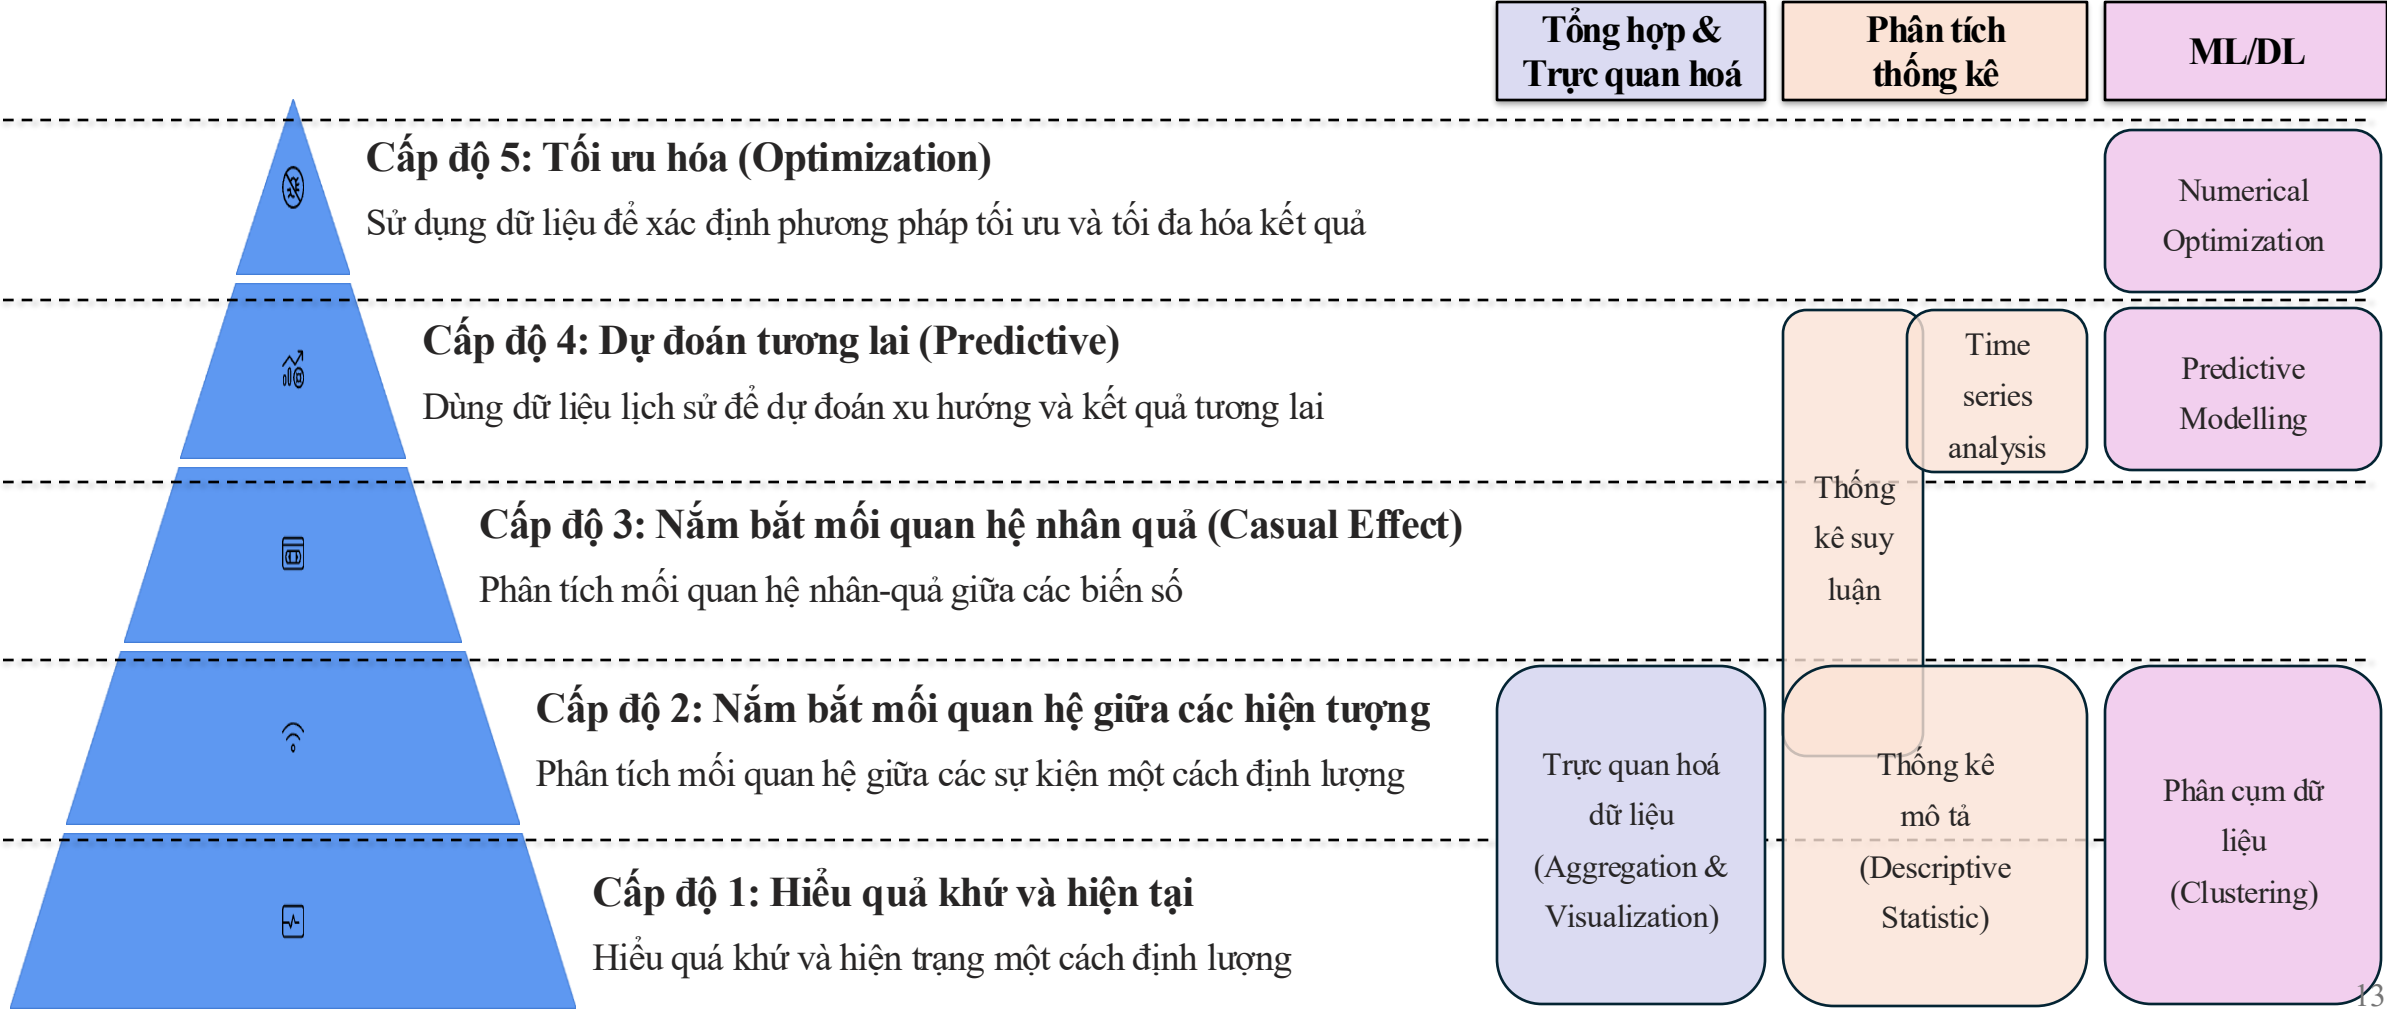 Tổng hợp &
Trực quan hoá
Phân tích
thống kê
ML/DL
Cấp độ 5: Tối ưu hóa (Optimization)
Sử dụng dữ liệu để xác định phương pháp tối ưu và tối đa hóa kết quả
Numerical
Optimization
Cấp độ 4: Dự đoán tương lai (Predictive)
Dùng dữ liệu lịch sử để dự đoán xu hướng và kết quả tương lai
Time
series
analysis
Predictive
Modelling
Cấp độ 3: Nắm bắt mối quan hệ nhân quả (Casual Effect)
Phân tích mối quan hệ nhân-quả giữa các biến số
Thống
kê suy
luận
Cấp độ 2: Nắm bắt mối quan hệ giữa các hiện tượng
Phân tích mối quan hệ giữa các sự kiện một cách định lượng
Cấp độ 1: Hiểu quả khứ và hiện tại
Hiểu quá khứ và hiện trạng một cách định lượng
Trực quan hoá
dữ liệu
(Aggregation &
Visualization)
Thống kê
mô tả
(Descriptive
Statistic)
Phân cụm dữ
liệu
(Clustering)
13